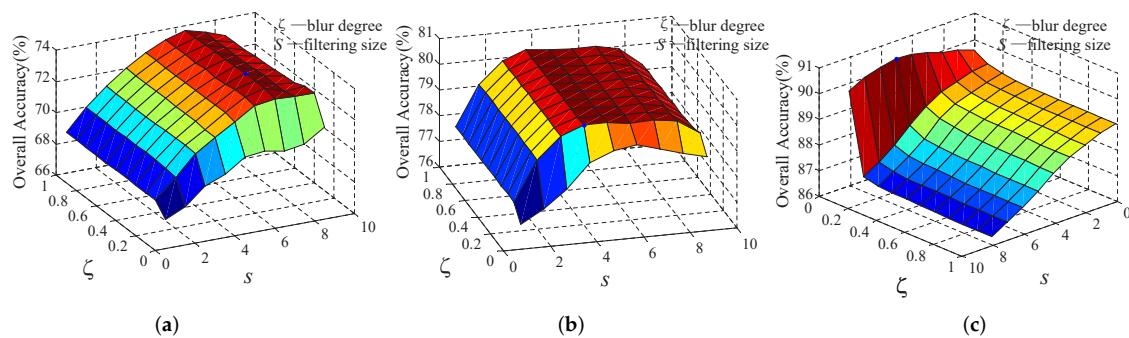 74
72
70
68
66
Overall Accuracy(%)
1
0.8
0.6
0.4
0.2
0
ζ
0
2
4
6
8
10
s
ζ —blur degree
S —filtering size
(a)
81
80
79
78
77
76
Overall Accuracy(%)
1
0.8
0.6
0.4
0.2
0
ζ
0
2
4
6
8
10
s
ζ —blur degree
S —filtering size
(b)
91
90
89
88
87
86
Overall Accuracy(%)
0
0.2
0.4
0.6
0.8
1
ζ
10
8
6
4
2
0
s
ζ —blur degree
S —filtering size
(c)